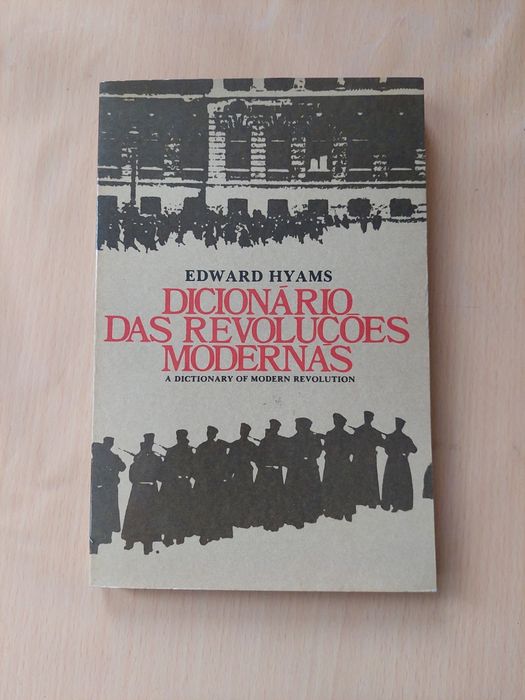 EDWARD HYAMS
DICIONÁRIO
DAS REVOLUÇÕES
MODERNAS
A DICTIONARY OF MODERN REVOLUTION